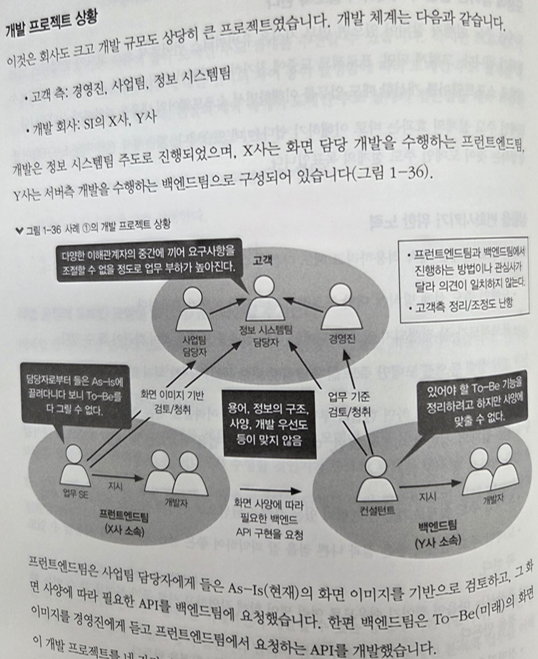 개발 프로젝트 상황
이것은 회사도 크고 개발 규모도 상당히 큰 프로젝트였습니다. 개발 체계는 다음과 같습니다.
• 고객 측: 경영진, 사업팀, 정보 시스템팀
• 개발 회사: SI의 X사, Y사
개발은 정보 시스템팀 주도로 진행되었으며, X사는 화면 담당 개발을 수행하는 프런트엔드팀,
Y사는 서버측 개발을 수행하는 백엔드팀으로 구성되어 있습니다(그림 1-36).
그림 1-36 사례 ①의 개발 프로젝트 상황
다양한 이해관계자의 중간에 끼어 요구사항을
조절할 수 없을 정도로 업무 부하가 높아진다.
고객
사업팀
담당자
정보 시스템팀
담당자
경영진
• 프런트엔드팀과 백엔드팀에서
진행하는 방법이나 관심사가
달라 의견이 일치하지 않는다.
• 고객측 정리/조정도 난항
담당자로부터 들은 As-Is에
끌려다니다 보니 To-Be를
다 그릴 수 없다.
화면 이미지 기반
검토/청취
용어, 정보의 구조,
사양, 개발 우선도
등이 맞지 않음
업무 기준
검토/청취
있어야 할 To-Be 기능을
정리하려고 하지만 사양에
맞출 수 없다.
업무 SE
지시
개발자
프런트엔드팀
(X사 소속)
화면 사양에 따라
필요한 백엔드
API 구현을 요청
컨설턴트
지시
개발자
백엔드팀
(Y사 소속)
프런트엔드팀은 사업팀 담당자에게 들은 As-Is(현재)의 화면 이미지를 기반으로 검토하고, 그 화
면 사양에 따라 필요한 API를 백엔드팀에 요청했습니다. 한편 백엔드팀은 To-Be(미래)의 화면
이미지를 경영진에게 듣고 프런트엔드팀에서 요청하는 API를 개발했습니다.
이 개발 프로젝트를 네